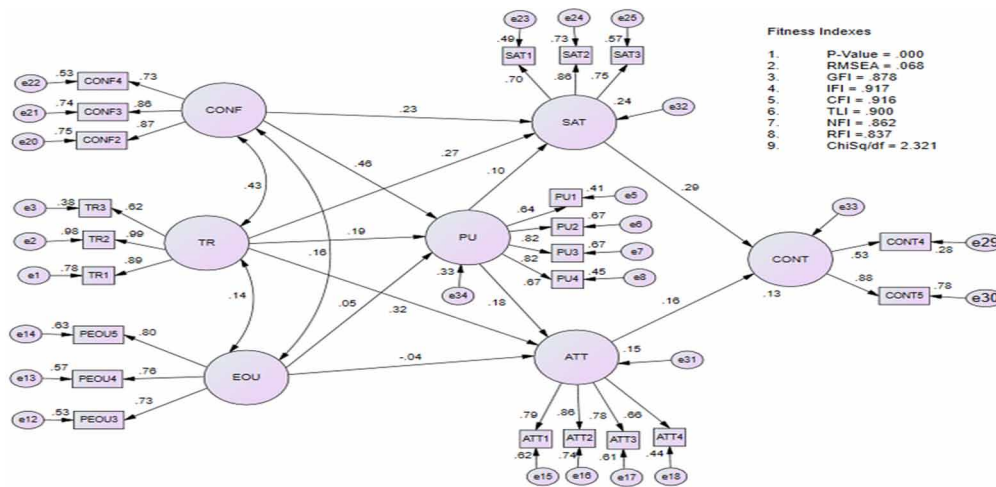 e23
e24
e25
.49
.73
.57
SAT1
SAT2
SAT3
.70
.86
.75
.24
e32
SAT
Fitness Indexes
1. P-Value = .000
2. RMSEA = .068
3. GFI = .878
4. IFI = .917
5. CFI = .916
6. TLI = .900
7. NFI = .862
8. RFI =.837
9. ChiSq/df = 2.321
e22
.53
CONF4
.73
e21
.74
CONF3
.86
e20
.75
CONF2
.87
CONF
.23
.27
.46
.10
.43
.16
.29
e3
.38
TR3
.62
e2
.98
TR2
.99
e1
.78
TR1
.89
TR
.19
.14
.05
.32
PU
.33
e34
.18
.64
PU1
.41
e5
.82
PU2
.67
e6
.82
PU3
.67
e7
.67
PU4
.45
e8
e33
CONT
.13
.16
.53
CONT4
.28
e29
.88
CONT5
.78
e30
e14
.63
PEOU5
.80
e13
.57
PEOU4
.76
e12
.53
PEOU3
.73
EOU
-.04
ATT
.15
e31
.79
.86
.78
.66
ATT1
ATT2
ATT3
ATT4
.62
.74
.61
.44
e15
e16
e17
e18